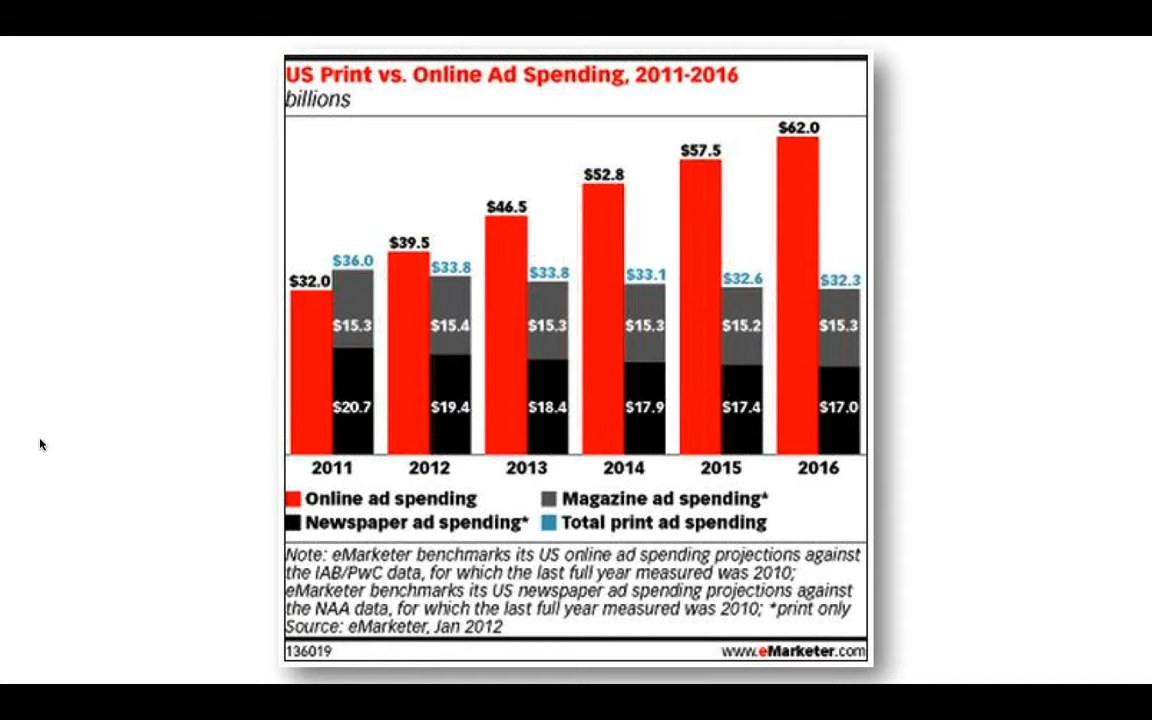 US Print vs. Online Ad Spending, 2011-2016
billions
$62.0
$57.5
$52.8
$46.5
$39.5
$36.0
$33.8
$33.8
$33.1
$32.6
$32.3
$32.0
$15.3
$15.4
$15.3
$15.3
$15.2
$15.3
$20.7
$19.4
$18.4
$17.9
$17.4
$17.0
2011 2012 2013 2014 2015 2016
Online ad spending Magazine ad spending*
Newspaper ad spending* Total print ad spending
Note: eMarketer benchmarks its US online ad spending projections against
the IAB/PwC data, for which the last full year measured was 2010;
eMarketer benchmarks its US newspaper ad spending projections against
the NAA data, for which the last full year measured was 2010; *print only
Source: eMarketer, Jan 2012
136019 www.eMarketer.com